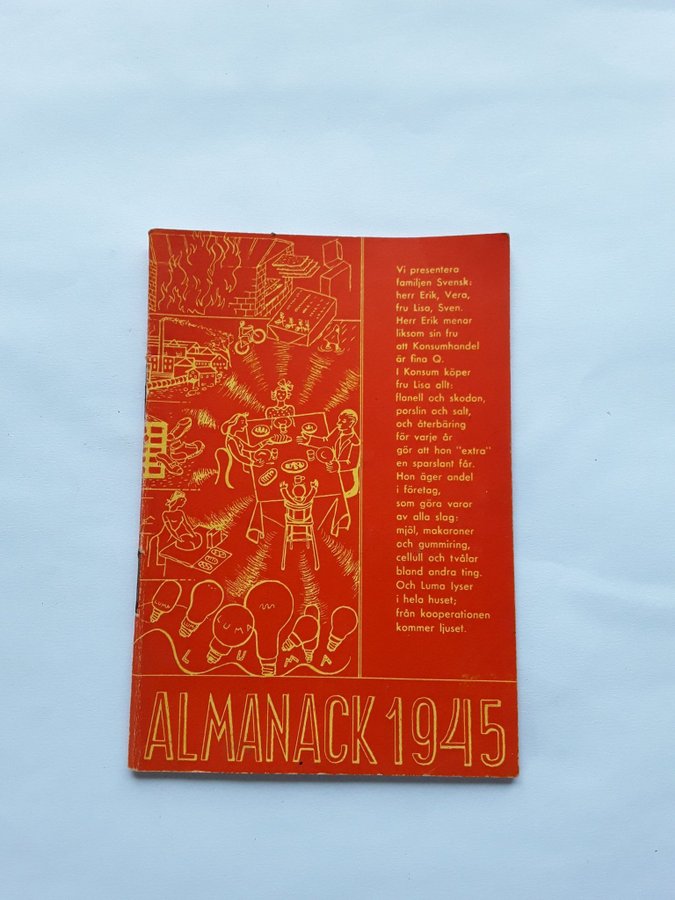 Vi presentera
familjen Svensk:
herr Erik, Vera,
fru Lisa, Sven.
Herr Erik menar
liksom sin fru
att Konsumhandel
är fina Q.
I Konsum köper
fru Lisa allt:
flanell och skodon,
porslin och salt,
och återbäring
för varje år
gör att hon "extra"
en sparslant får.
Hon äger andel
i företag,
som göra varor
av alla slag:
mjöl, makaroner
och gummiring,
cellull och tvålar
bland andra ting.
Och Luma lyser
i hela huset;
från kooperationen
kommer ljuset.
LUMA
LUMA
LUMA
ALMANACK 1945